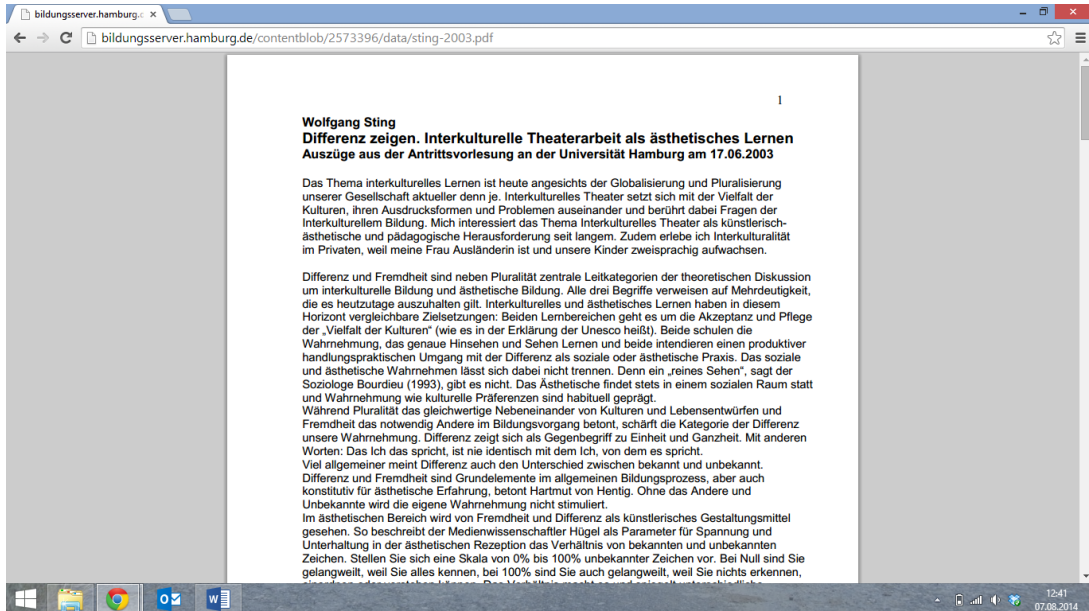 bildungsserver.hamburg.c
bildungsserver.hamburg.de/contentblob/2573396/data/sting-2003.pdf
1
Wolfgang Sting
Differenz zeigen. Interkulturelle Theaterarbeit als ästhetisches Lernen
Auszüge aus der Antrittsvorlesung an der Universität Hamburg am 17.06.2003
Das Thema interkulturelles Lernen ist heute angesichts der Globalisierung und Pluralisierung
unserer Gesellschaft aktueller denn je. Interkulturelles Theater setzt sich mit der Vielfalt der
Kulturen, ihren Ausdrucksformen und Problemen auseinander und berührt dabei Fragen der
Interkulturellem Bildung. Mich interessiert das Thema Interkulturelles Theater als künstlerisch-
ästhetische und pädagogische Herausforderung seit langem. Zudem erlebe ich Interkulturalität
im Privaten, weil meine Frau Ausländerin ist und unsere Kinder zweisprachig aufwachsen.
Differenz und Fremdheit sind neben Pluralität zentrale Leitkategorien der theoretischen Diskussion
um interkulturelle Bildung und ästhetische Bildung. Alle drei Begriffe verweisen auf Mehrdeutigkeit,
die es heutzutage auszuhalten gilt. Interkulturelles und ästhetisches Lernen haben in diesem
Horizont vergleichbare Zielsetzungen: Beiden Lernbereichen geht es um die Akzeptanz und Pflege
der „Vielfalt der Kulturen“ (wie es in der Erklärung der Unesco heißt). Beide schulen die
Wahrnehmung, das genaue Hinsehen und Sehen Lernen und beide intendieren einen produktiver
handlungspraktischen Umgang mit der Differenz als soziale oder ästhetische Praxis. Das soziale
und ästhetische Wahrnehmen lässt sich dabei nicht trennen. Denn ein „reines Sehen“, sagt der
Soziologe Bourdieu (1993), gibt es nicht. Das Ästhetische findet stets in einem sozialen Raum statt
und Wahrnehmung wie kulturelle Präferenzen sind habituell geprägt.
Während Pluralität das gleichwertige Nebeneinander von Kulturen und Lebensentwürfen und
Fremdheit das notwendig Andere im Bildungsvorgang betont, schärft die Kategorie der Differenz
unsere Wahrnehmung. Differenz zeigt sich als Gegenbegriff zu Einheit und Ganzheit. Mit anderen
Worten: Das Ich das spricht, ist nie identisch mit dem Ich, von dem es spricht.
Viel allgemeiner meint Differenz auch den Unterschied zwischen bekannt und unbekannt.
Differenz und Fremdheit sind Grundelemente im allgemeinen Bildungsprozess, aber auch
konstitutiv für ästhetische Erfahrung, betont Hartmut von Hentig. Ohne das Andere und
Unbekannte wird die eigene Wahrnehmung nicht stimuliert.
Im ästhetischen Bereich wird von Fremdheit und Differenz als künstlerisches Gestaltungsmittel
gesehen. So beschreibt der Medienwissenschaftler Hügel als Parameter für Spannung und
Unterhaltung in der ästhetischen Rezeption das Verhältnis von bekannten und unbekannten
Zeichen. Stellen Sie sich eine Skala von 0% bis 100% unbekannter Zeichen vor. Bei Null sind Sie
gelangweilt, weil Sie alles kennen, bei 100% sind Sie auch gelangweilt, weil Sie nichts erkennen,
12:41
07.08.2014